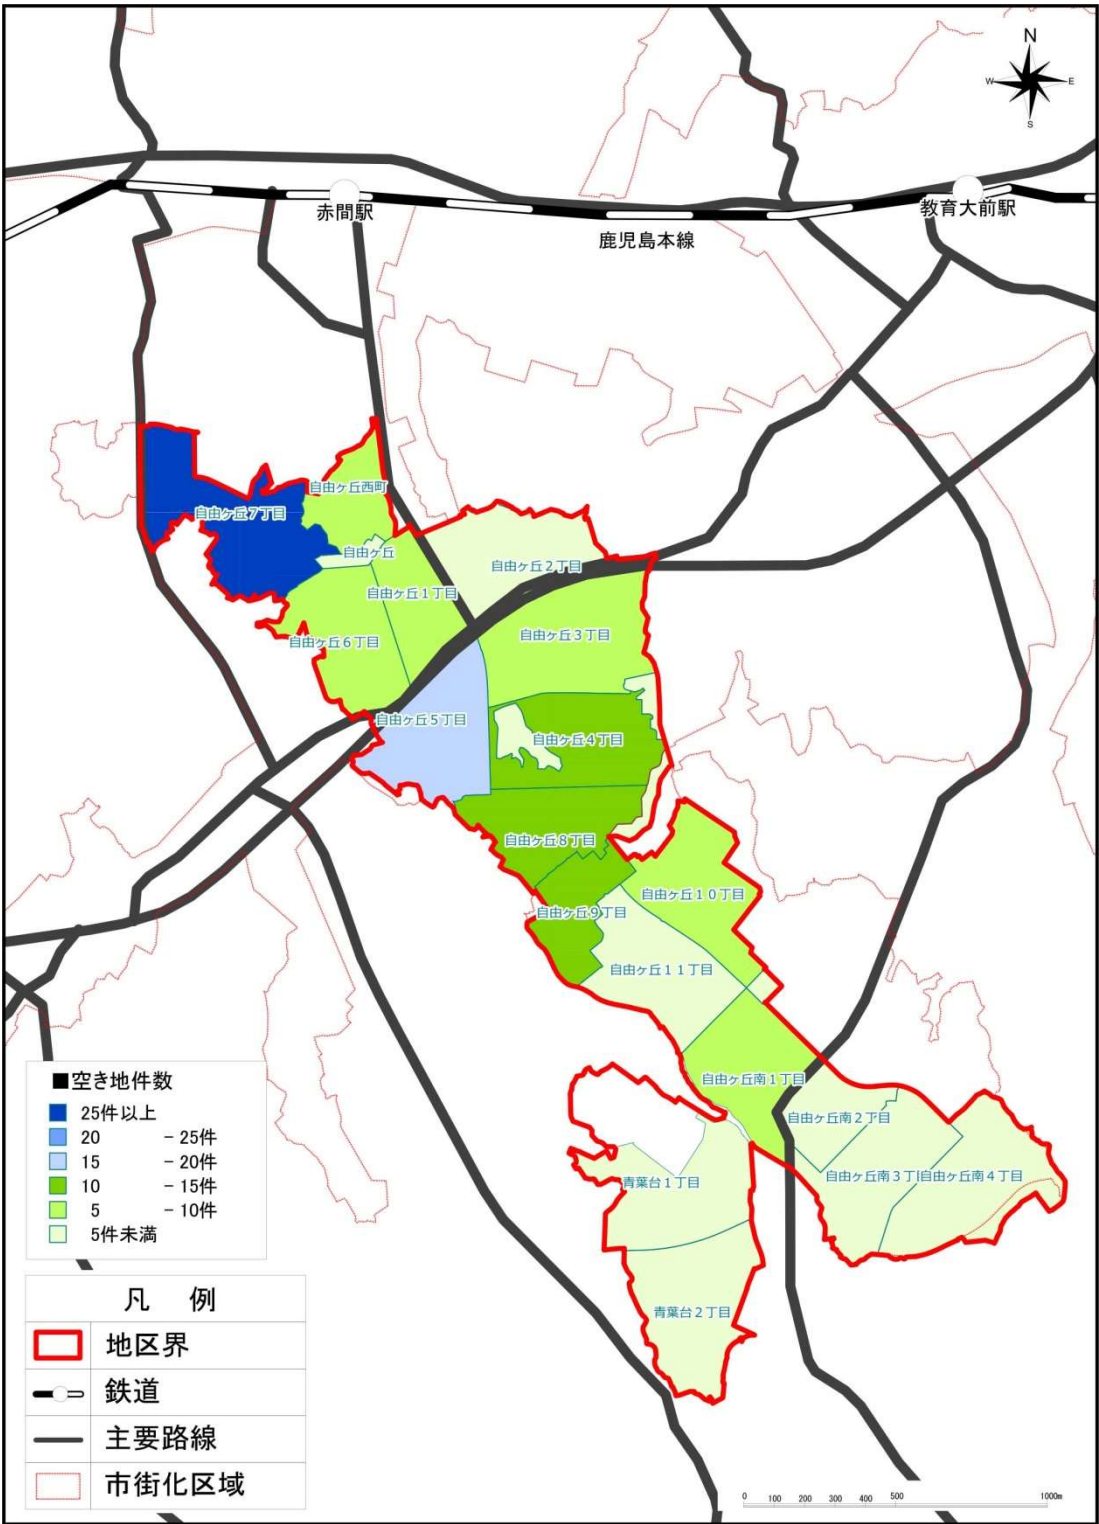 N
W
E
S
赤間駅
教育大前駅
鹿児島本線
自由ヶ丘西町
自由ヶ丘7丁目
自由ヶ丘
自由ヶ丘2丁目
自由ヶ丘1丁目
自由ヶ丘3丁目
自由ヶ丘6丁目
自由ヶ丘5丁目
自由ヶ丘4丁目
自由ヶ丘8丁目
自由ヶ丘10丁目
自由ヶ丘9丁目
自由ヶ丘11丁目
自由ヶ丘南1丁目
自由ヶ丘南2丁目
自由ヶ丘南3丁目
自由ヶ丘南4丁目
青葉台1丁目
青葉台2丁目
■空き地件数
25件以上
20 - 25件
15 - 20件
10 - 15件
5 - 10件
5件未満
凡 例
地区界
鉄道
主要路線
市街化区域
0 100 200 300 400 500 1000m